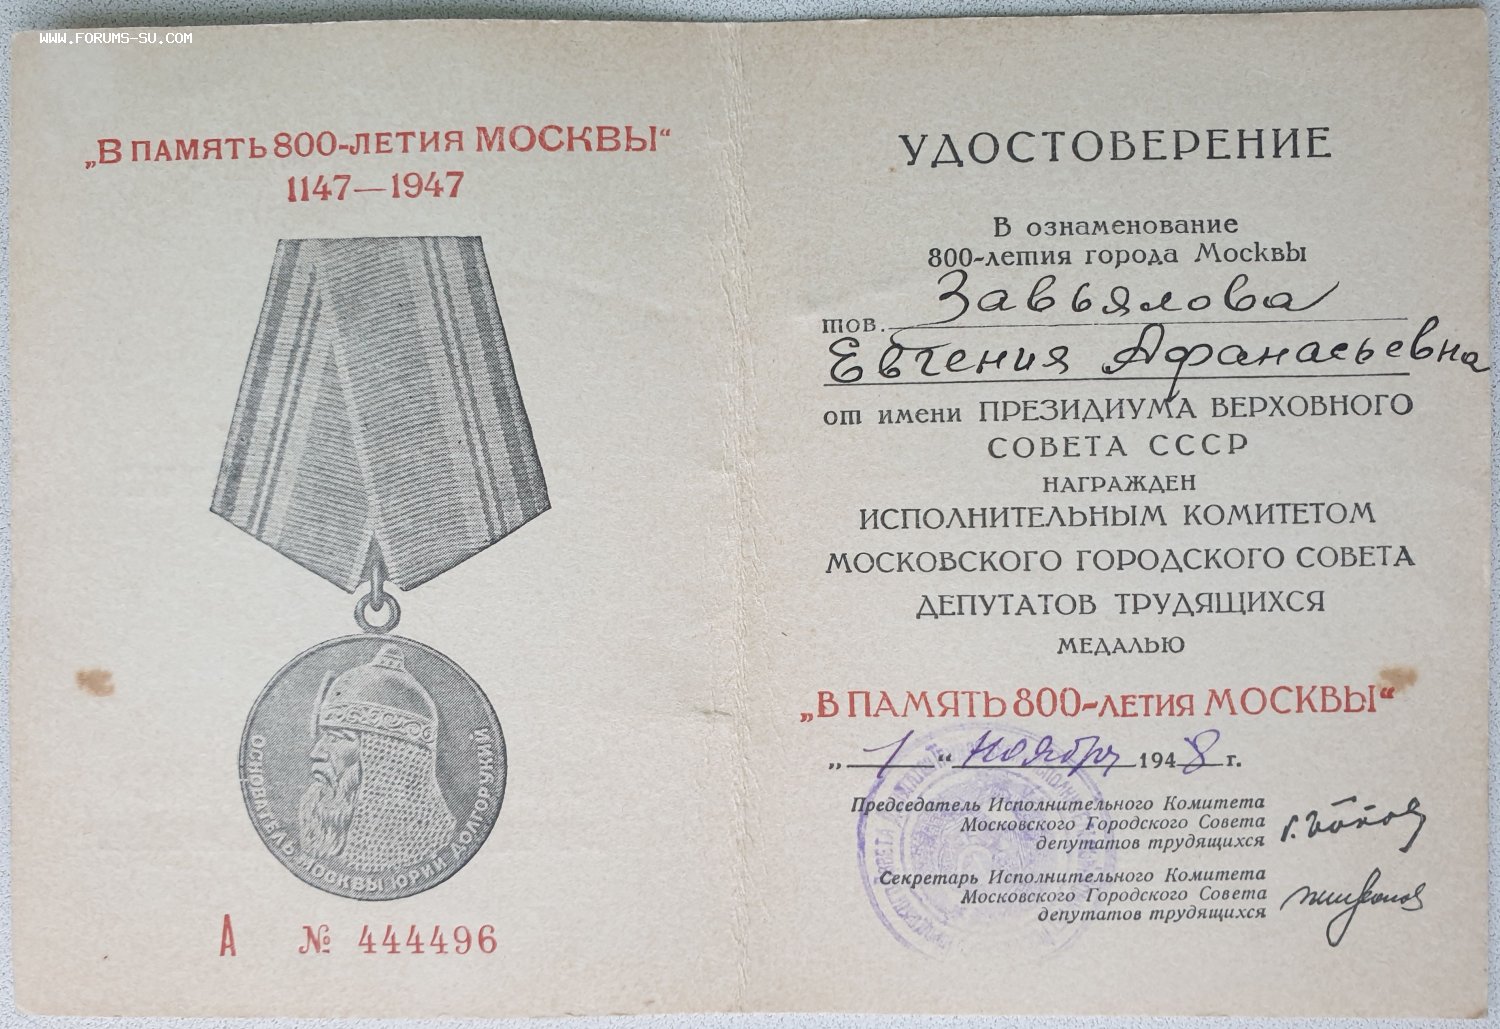 WWW.FORUMS-SU.COM
„В ПАМЯТЬ 800-ЛЕТИЯ МОСКВЫ“
1147—1947
ОСНОВАТЕЛЬ МОСКВЫ ЮРИЙ ДОЛГОРУКИЙ
А № 444496
УДОСТОВЕРЕНИЕ
В ознаменование
800-летия города Москвы
тов. Завьялова
Евгения Афанасьевна
от имени ПРЕЗИДИУМА ВЕРХОВНОГО
СОВЕТА СССР
НАГРАЖДЕН
ИСПОЛНИТЕЛЬНЫМ КОМИТЕТОМ
МОСКОВСКОГО ГОРОДСКОГО СОВЕТА
ДЕПУТАТОВ ТРУДЯЩИХСЯ
МЕДАЛЬЮ
„В ПАМЯТЬ 800-ЛЕТИЯ МОСКВЫ“
„1“ ноября 1948 г.
Председатель Исполнительного Комитета
Московского Городского Совета
депутатов трудящихся
Секретарь Исполнительного Комитета
Московского Городского Совета
депутатов трудящихся